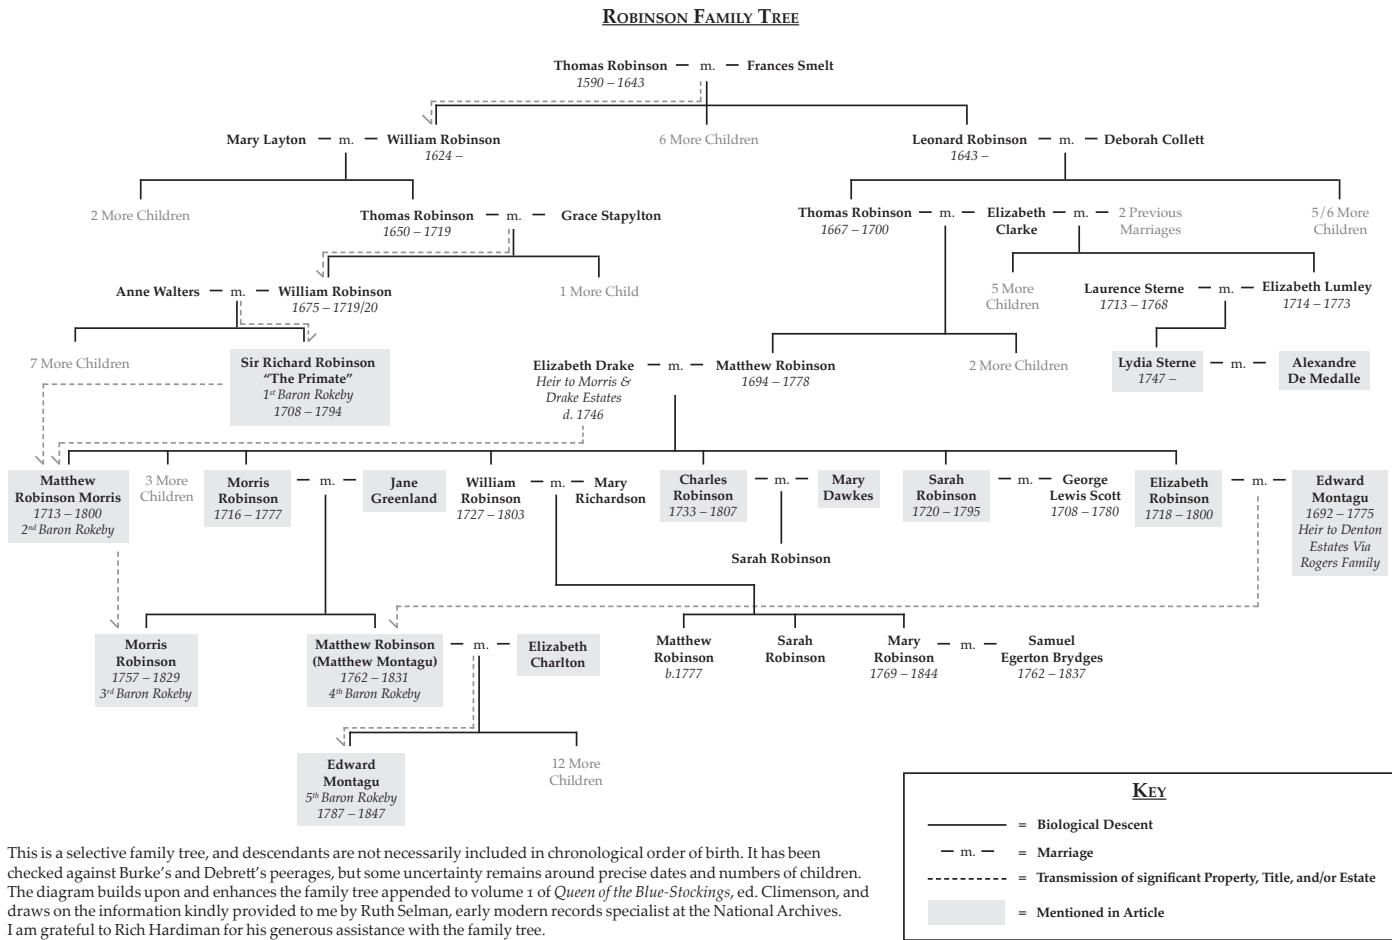 ROBINSON FAMILY TREE
Thomas Robinson — m. — Frances Smelt
1590 – 1643
Mary Layton — m. — William Robinson
1624 –
6 More Children
Leonard Robinson — m. — Deborah Collett
1643 –
2 More Children
Thomas Robinson — m. — Grace Stapylton
1650 – 1719
Thomas Robinson — m. — Elizabeth Clarke — m. — 2 Previous Marriages
1667 – 1700
5/6 More
Children
Anne Walters — m. — William Robinson
1675 – 1719/20
1 More Child
5 More
Children
Laurence Sterne — m. — Elizabeth Lumley
1713 – 1768
1714 – 1773
7 More Children
Sir Richard Robinson
“The Primate”
1st Baron Rokeby
1708 – 1794
Elizabeth Drake — m. — Matthew Robinson
Heir to Morris &
Drake Estates
d. 1746
1694 – 1778
2 More Children
Lydia Sterne — m. — Alexandre
De Medalle
1747 –
Matthew
Robinson Morris
1713 – 1800
2nd Baron Rokeby
3 More
Children
Morris
Robinson
1716 – 1777
— m. —
Jane
Greenland
William
Robinson
1727 – 1803
— m. —
Mary
Richardson
Charles
Robinson
1733 – 1807
— m. —
Mary
Dawkes
Sarah
Robinson
1720 – 1795
— m. —
George
Lewis Scott
1708 – 1780
Elizabeth
Robinson
1718 – 1800
— m. —
Edward
Montagu
1692 – 1775
Heir to Denton
Estates Via
Rogers Family
Sarah Robinson
Morris
Robinson
1757 – 1829
3rd Baron Rokeby
Matthew Robinson
(Matthew Montagu)
1762 – 1831
4th Baron Rokeby
— m. —
Elizabeth
Charlton
Matthew
Robinson
b.1777
Sarah
Robinson
Mary
Robinson
1769 – 1844
— m. —
Samuel
Egerton Brydges
1762 – 1837
Edward
Montagu
5th Baron Rokeby
1787 – 1847
12 More
Children
This is a selective family tree, and descendants are not necessarily included in chronological order of birth. It has been
checked against Burke’s and Debrett’s peerages, but some uncertainty remains around precise dates and numbers of children.
The diagram builds upon and enhances the family tree appended to volume 1 of Queen of the Blue-Stockings, ed. Climenson, and
draws on the information kindly provided to me by Ruth Selman, early modern records specialist at the National Archives.
I am grateful to Rich Hardiman for his generous assistance with the family tree.
KEY
= Biological Descent
— m. — = Marriage
= Transmission of significant Property, Title, and/or Estate
= Mentioned in Article